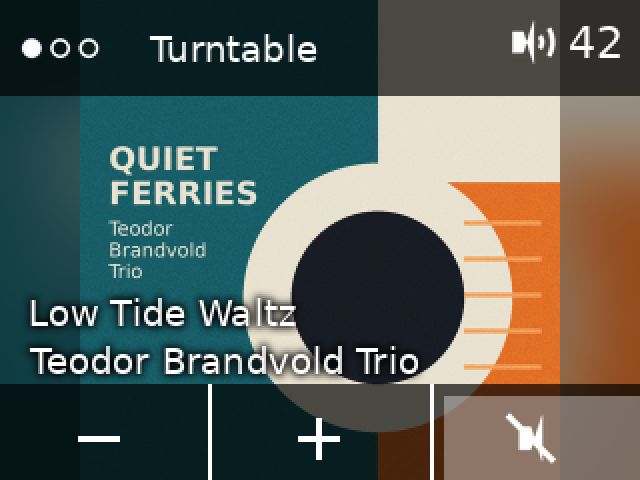 Turntable
42
QUIET
FERRIES
Teodor
Brandvold
Trio
Low Tide Waltz
Teodor Brandvold Trio